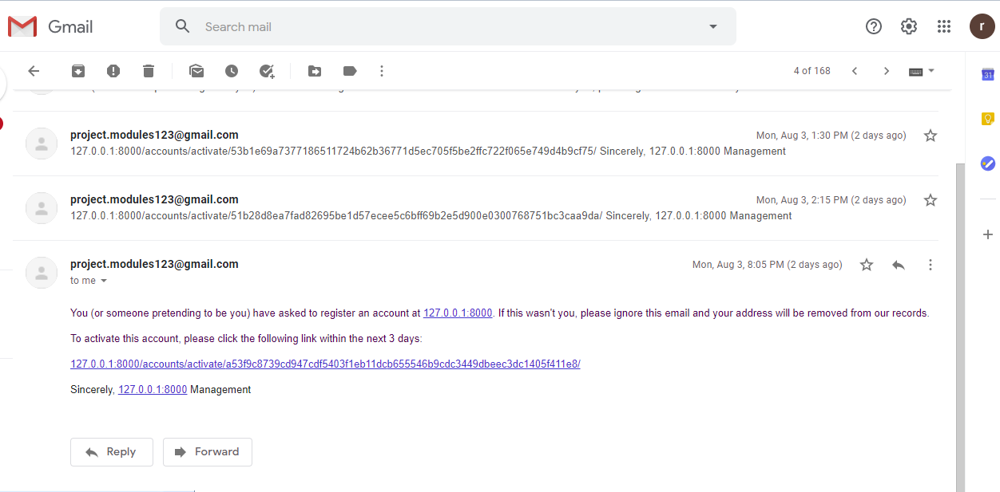 Gmail
Search mail
r
4 of 168
31
project.modules123@gmail.com
Mon, Aug 3, 1:30 PM (2 days ago)
127.0.0.1:8000/accounts/activate/53b1e69a7377186511724b62b36771d5ec705f5be2ffc722f065e749d4b9cf75/ Sincerely, 127.0.0.1:8000 Management
project.modules123@gmail.com
Mon, Aug 3, 2:15 PM (2 days ago)
127.0.0.1:8000/accounts/activate/51b28d8ea7fad82695be1d57ecee5c6bff69b2e5d900e0300768751bc3caa9da/ Sincerely, 127.0.0.1:8000 Management
project.modules123@gmail.com
Mon, Aug 3, 8:05 PM (2 days ago)
to me
You (or someone pretending to be you) have asked to register an account at 127.0.0.1:8000. If this wasn't you, please ignore this email and your address will be removed from our records.
To activate this account, please click the following link within the next 3 days:
127.0.0.1:8000/accounts/activate/a53f9c8739cd947cdf5403f1eb11dcb655546b9cdc3449dbeec3dc1405f411e8/
Sincerely, 127.0.0.1:8000 Management
Reply
Forward